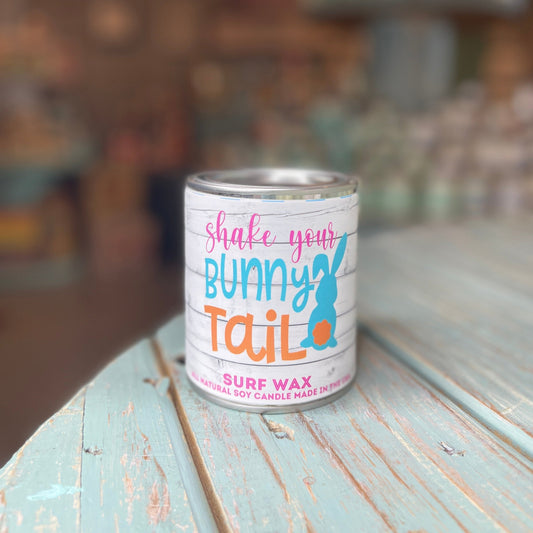 shake your
Bunny
Tail
SURF WAX
ALL NATURAL SOY CANDLE MADE IN THE USA